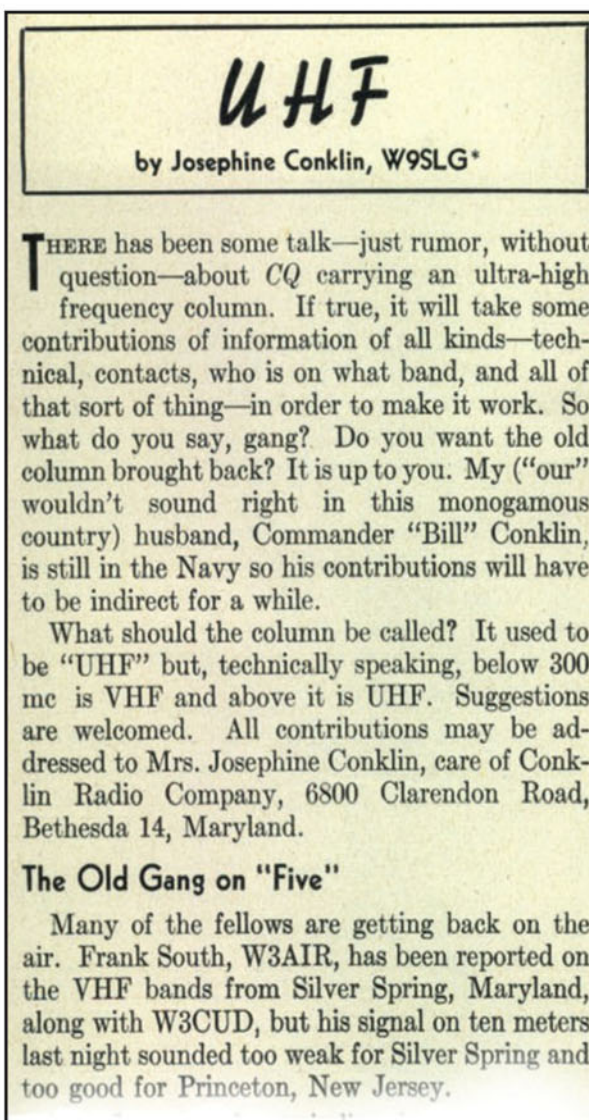 UHF
by Josephine Conklin, W9SLG*
THERE has been some talk—just rumor, without
question—about CQ carrying an ultra-high
frequency column. If true, it will take some
contributions of information of all kinds—tech-
nical, contacts, who is on what band, and all of
that sort of thing—in order to make it work. So
what do you say, gang? Do you want the old
column brought back? It is up to you. My ("our"
wouldn't sound right in this monogamous
country) husband, Commander "Bill" Conklin,
is still in the Navy so his contributions will have
to be indirect for a while.
What should the column be called? It used to
be "UHF" but, technically speaking, below 300
mc is VHF and above it is UHF. Suggestions
are welcomed. All contributions may be ad-
dressed to Mrs. Josephine Conklin, care of Conk-
lin Radio Company, 6800 Clarendon Road,
Bethesda 14, Maryland.
The Old Gang on "Five"
Many of the fellows are getting back on the
air. Frank South, W3AIR, has been reported on
the VHF bands from Silver Spring, Maryland,
along with W3CUD, but his signal on ten meters
last night sounded too weak for Silver Spring and
too good for Princeton, New Jersey.